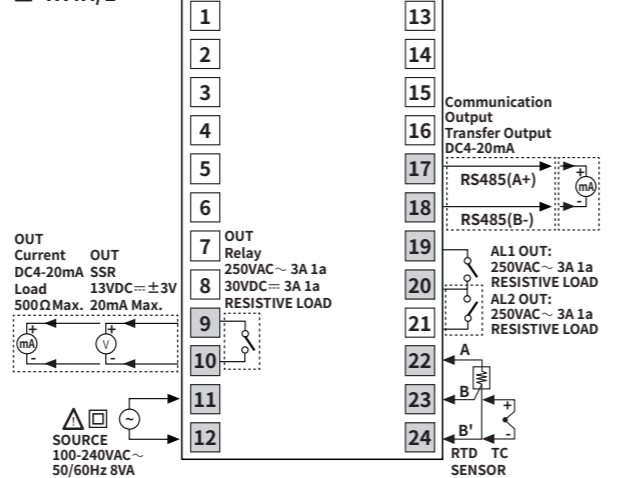 1
2
3
4
5
6
7
8
9
10
11
12
13
14
15
16
17
18
19
20
21
22
23
24
Communication
Output
Transfer Output
DC4-20mA
RS485(A+)
RS485(B-)
+
mA
-
OUT
Current
DC4-20mA
Load
500ΩMax.
OUT
SSR
13VDC⎓±3V
20mA Max.
+
mA
-
+
V
-
OUT
Relay
250VAC～ 3A 1a
30VDC⎓ 3A 1a
RESISTIVE LOAD
AL1 OUT:
250VAC～ 3A 1a
RESISTIVE LOAD
AL2 OUT:
250VAC～ 3A 1a
RESISTIVE LOAD
A
B
B'
+
-
RTD
TC
SENSOR
SOURCE
100-240VAC～
50/60Hz 8VA